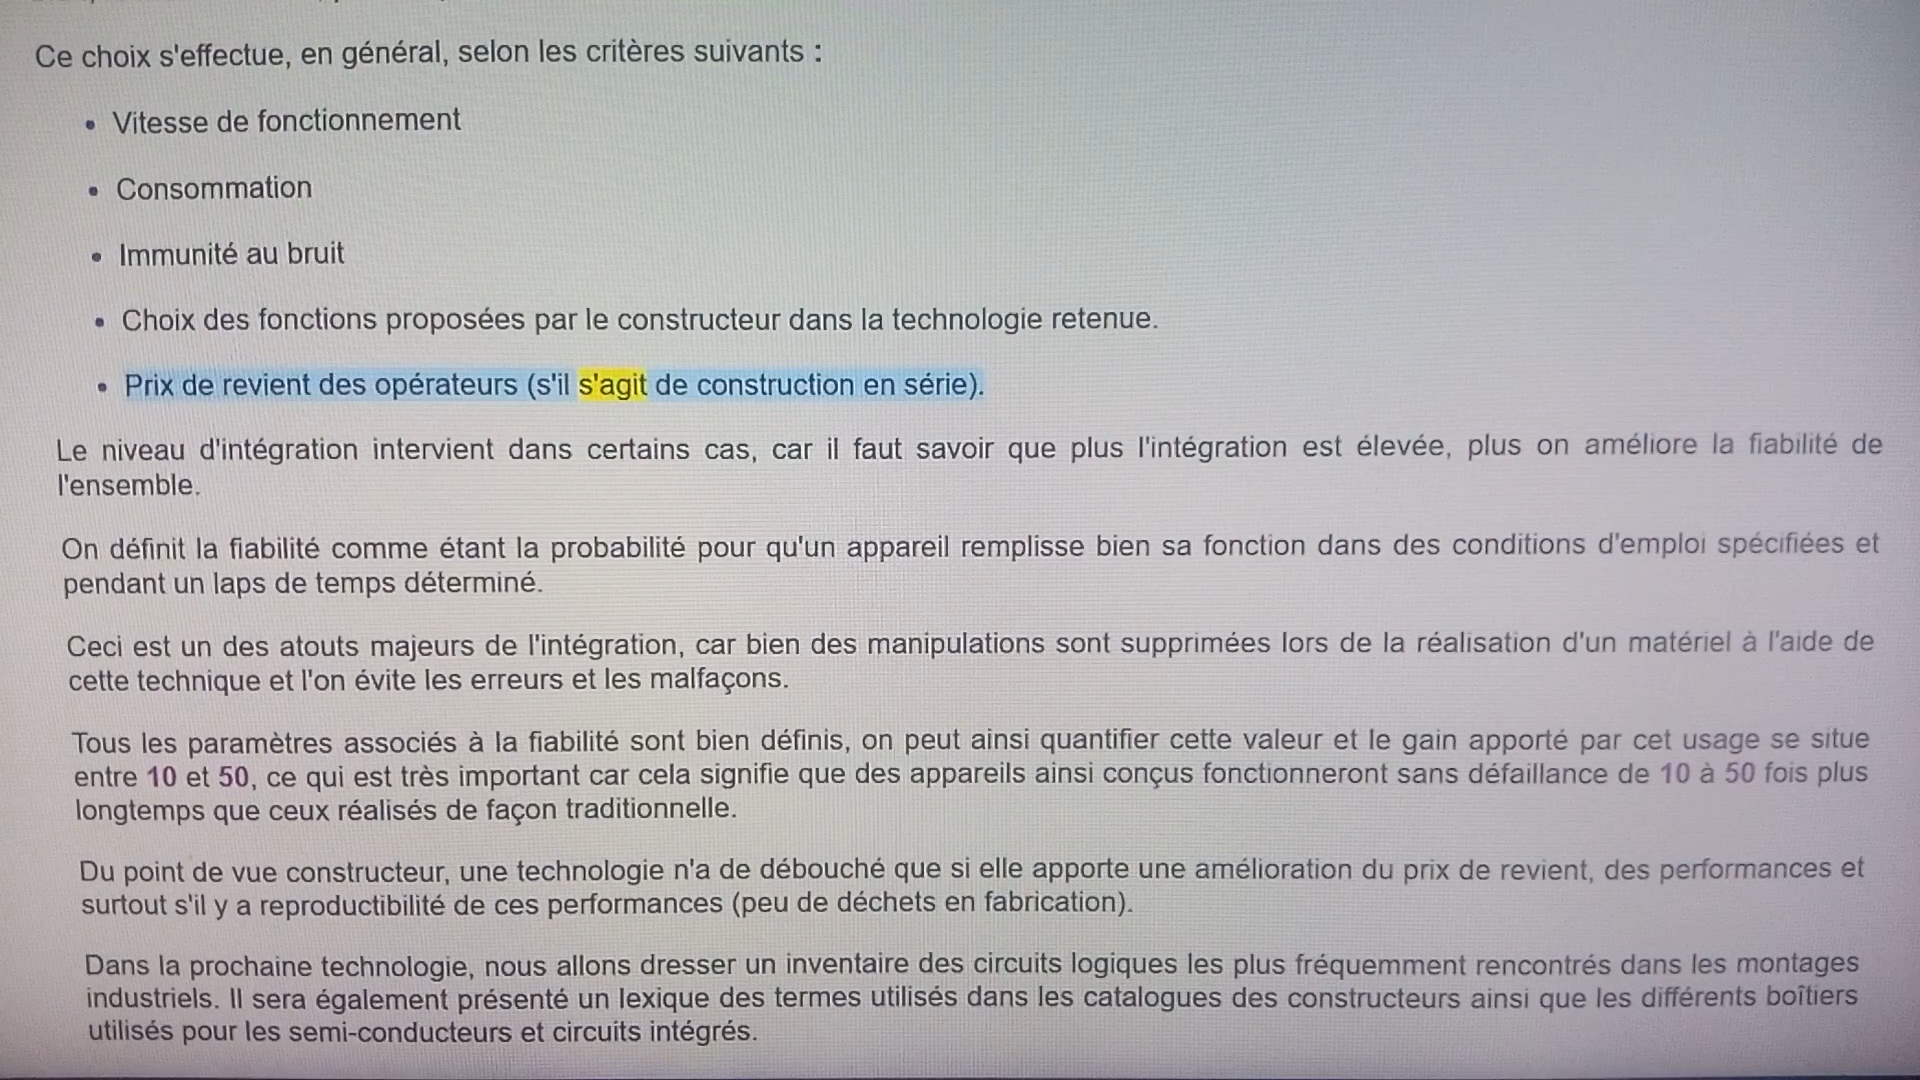 Ce choix s'effectue, en général, selon les critères suivants :
• Vitesse de fonctionnement
• Consommation
• Immunité au bruit
• Choix des fonctions proposées par le constructeur dans la technologie retenue.
• Prix de revient des opérateurs (s'il s'agit de construction en série).
Le niveau d'intégration intervient dans certains cas, car il faut savoir que plus l'intégration est élevée, plus on améliore la fiabilité de
l'ensemble.
On définit la fiabilité comme étant la probabilité pour qu'un appareil remplisse bien sa fonction dans des conditions d'emploi spécifiées et
pendant un laps de temps déterminé.
Ceci est un des atouts majeurs de l'intégration, car bien des manipulations sont supprimées lors de la réalisation d'un matériel à l'aide de
cette technique et l'on évite les erreurs et les malfaçons.
Tous les paramètres associés à la fiabilité sont bien définis, on peut ainsi quantifier cette valeur et le gain apporté par cet usage se situe
entre 10 et 50, ce qui est très important car cela signifie que des appareils ainsi conçus fonctionneront sans défaillance de 10 à 50 fois plus
longtemps que ceux réalisés de façon traditionnelle.
Du point de vue constructeur, une technologie n'a de débouché que si elle apporte une amélioration du prix de revient, des performances et
surtout s'il y a reproductibilité de ces performances (peu de déchets en fabrication).
Dans la prochaine technologie, nous allons dresser un inventaire des circuits logiques les plus fréquemment rencontrés dans les montages
industriels. Il sera également présenté un lexique des termes utilisés dans les catalogues des constructeurs ainsi que les différents boîtiers
utilisés pour les semi-conducteurs et circuits intégrés.